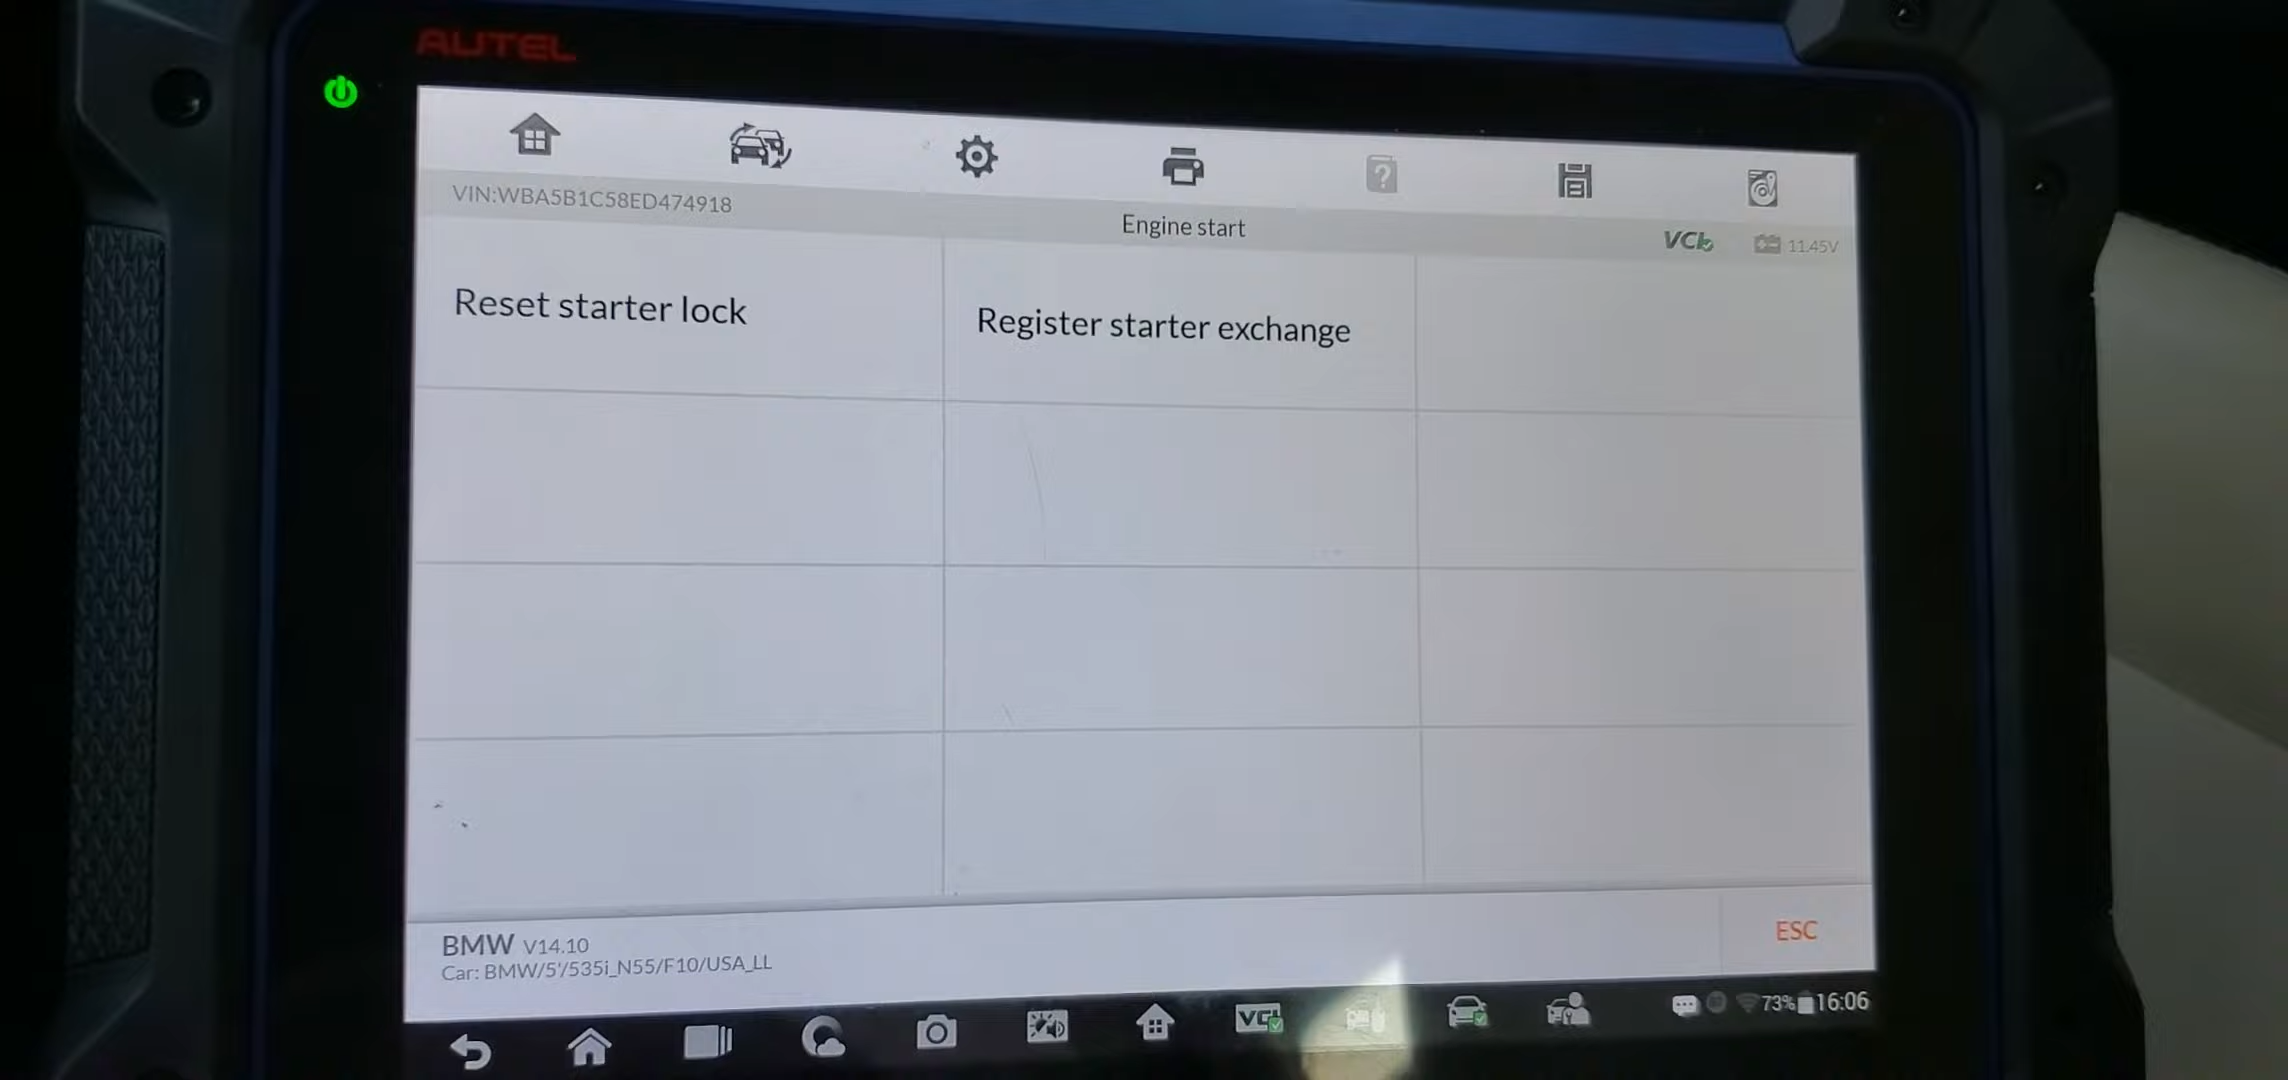 AUTEL
VIN:WBA5B1C58ED474918
Engine start
VCI
11.45V
Reset starter lock
Register starter exchange
BMW V14.10
Car: BMW/5'/535i_N55/F10/USA_LL
ESC
VCI
73%
16:06